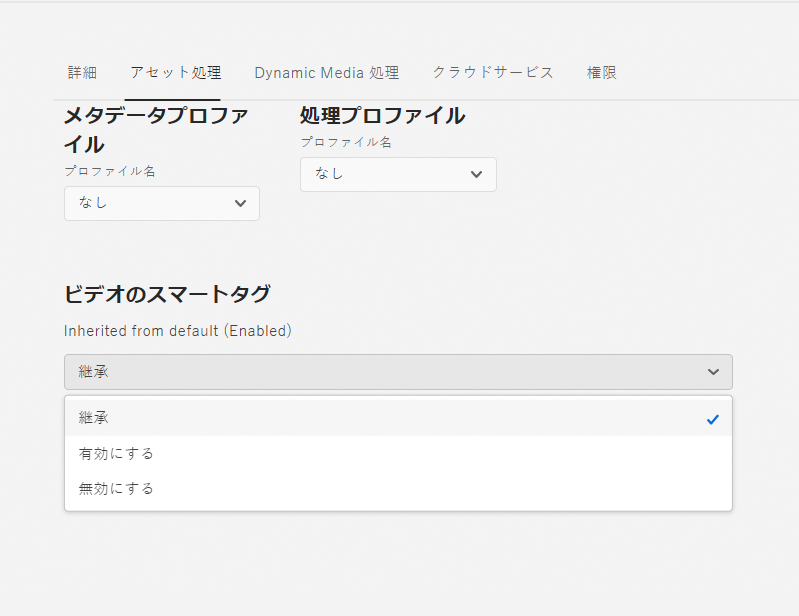 詳細 アセット処理 Dynamic Media 処理 クラウドサービス 権限
メタデータプロファ
イル
プロファイル名
なし
処理プロファイル
プロファイル名
なし
ビデオのスマートタグ
Inherited from default (Enabled)
継承
継承
有効にする
無効にする